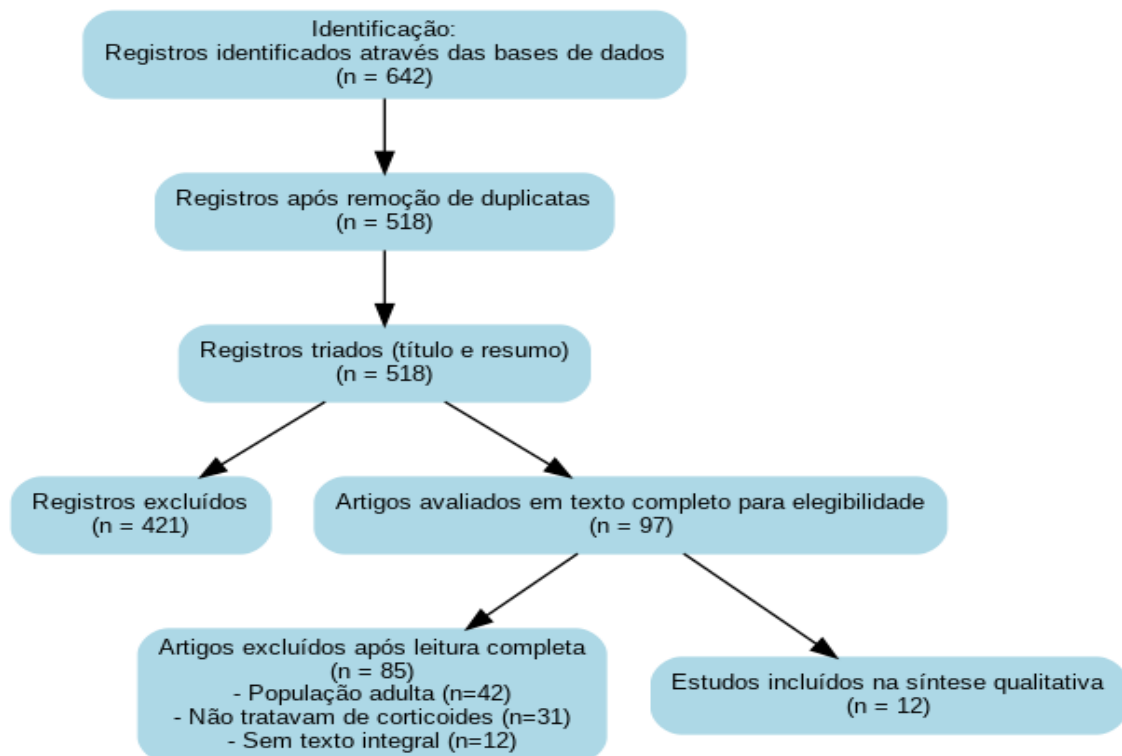 Identificação:
Registros identificados através das bases de dados
(n = 642)
Registros após remoção de duplicatas
(n = 518)
Registros triados (título e resumo)
(n = 518)
Registros excluídos
(n = 421)
Artigos avaliados em texto completo para elegibilidade
(n = 97)
Artigos excluídos após leitura completa
(n = 85)
- População adulta (n=42)
- Não tratavam de corticoides (n=31)
- Sem texto integral (n=12)
Estudos incluídos na síntese qualitativa
(n = 12)